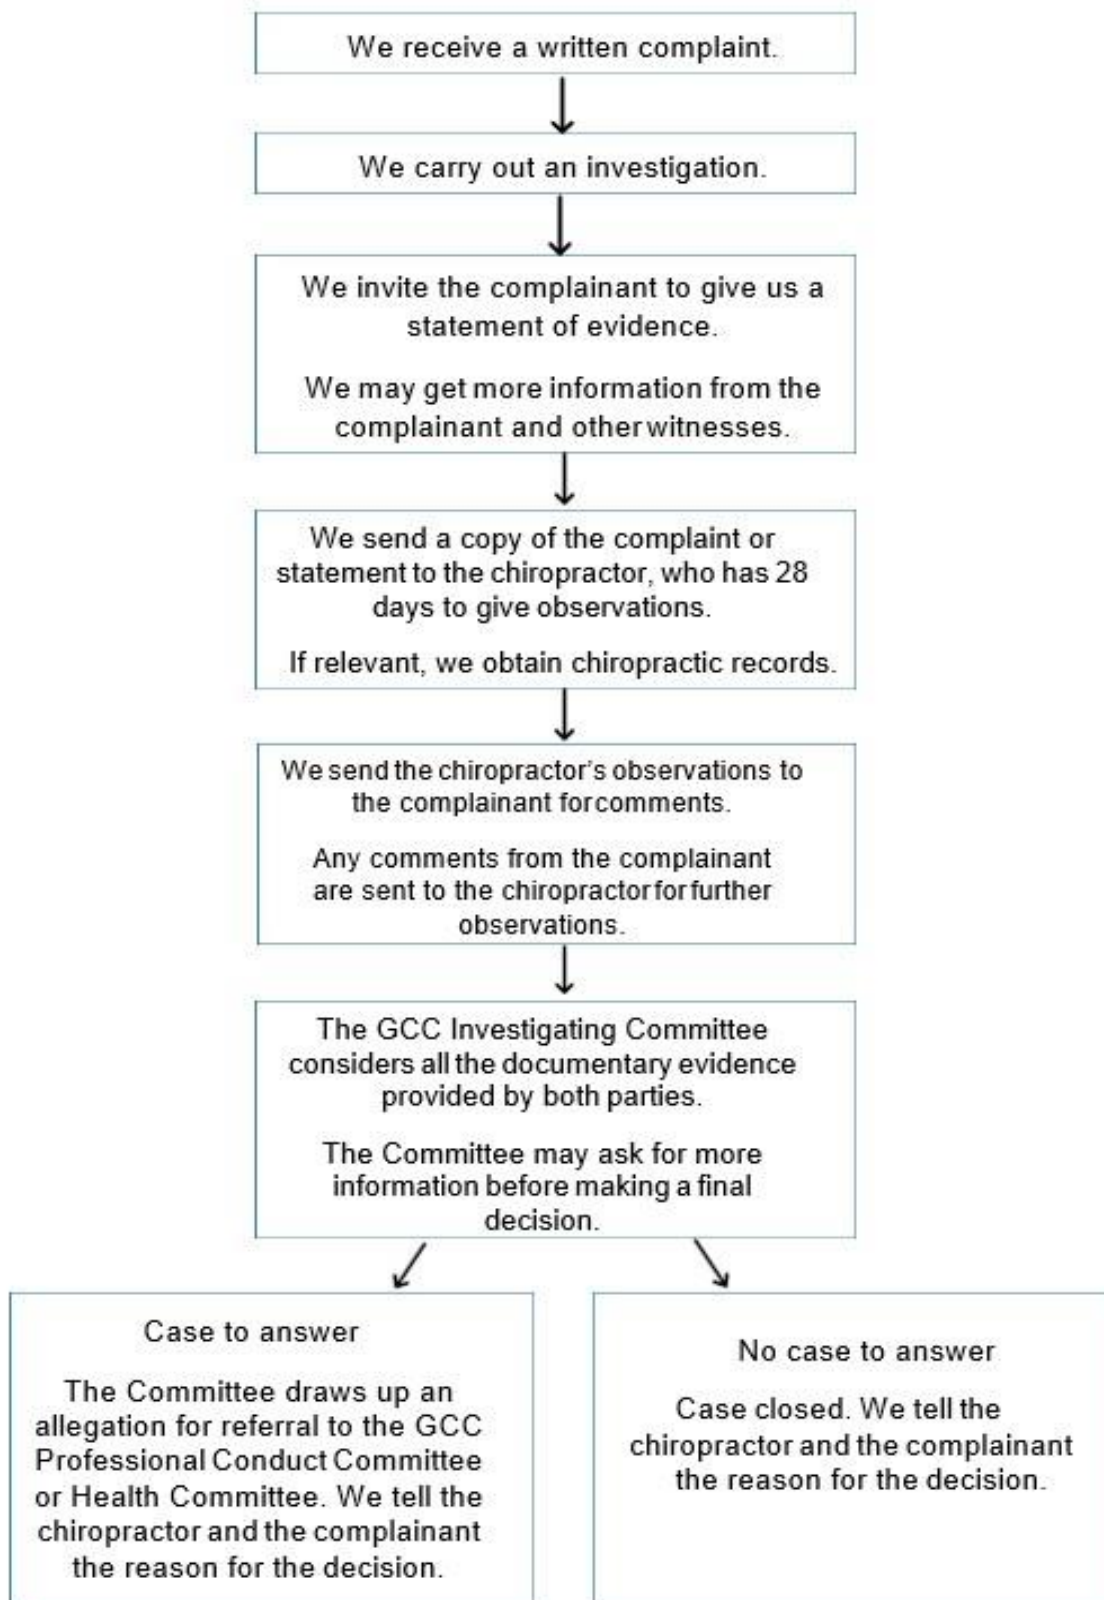 We receive a written complaint.
We carry out an investigation.
We invite the complainant to give us a
statement of evidence.
We may get more information from the
complainant and other witnesses.
We send a copy of the complaint or
statement to the chiropractor, who has 28
days to give observations.
If relevant, we obtain chiropractic records.
We send the chiropractor's observations to
the complainant for comments.
Any comments from the complainant
are sent to the chiropractor for further
observations.
The GCC Investigating Committee
considers all the documentary evidence
provided by both parties.
The Committee may ask for more
information before making a final
decision.
Case to answer
The Committee draws up an
allegation for referral to the GCC
Professional Conduct Committee
or Health Committee. We tell the
chiropractor and the complainant
the reason for the decision.
No case to answer
Case closed. We tell the
chiropractor and the complainant
the reason for the decision.